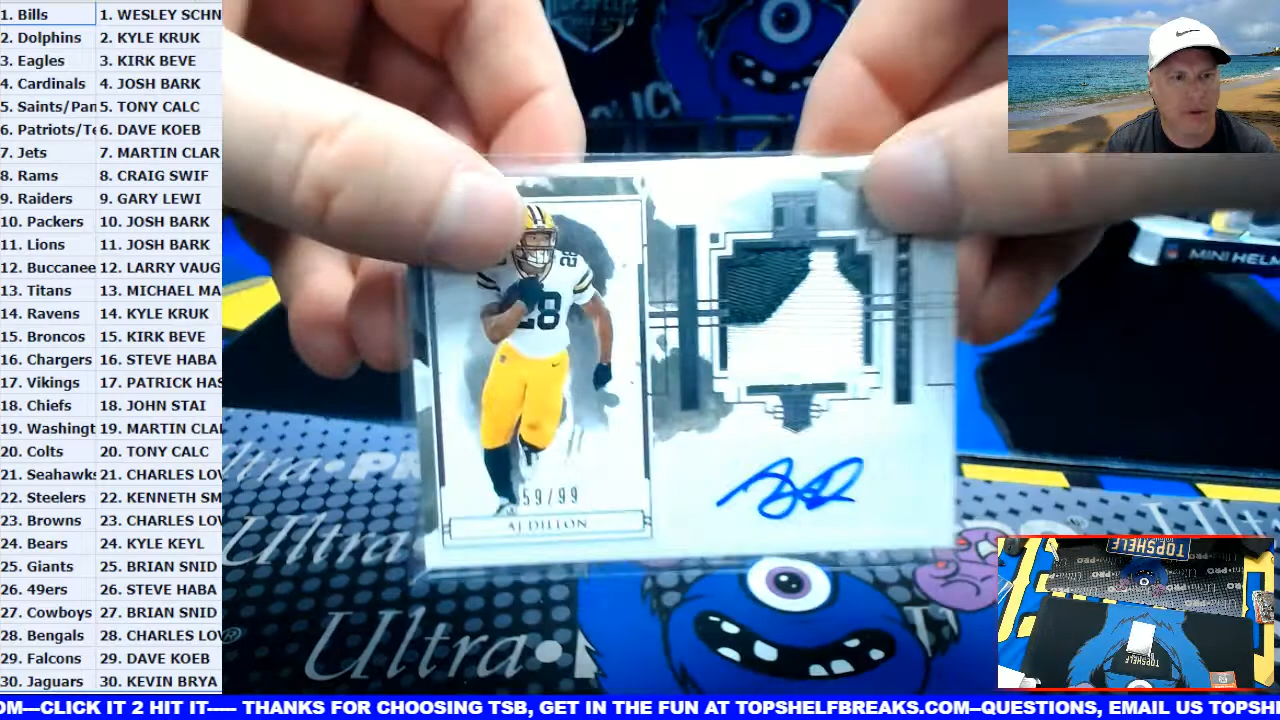 1. Bills 1. WESLEY SCHN
2. Dolphins 2. KYLE KRUK
3. Eagles 3. KIRK BEVE
4. Cardinals 4. JOSH BARK
5. Saints/Pan 5. TONY CALC
6. Patriots/Te 6. DAVE KOEB
7. Jets 7. MARTIN CLAR
8. Rams 8. CRAIG SWIF
9. Raiders 9. GARY LEWI
10. Packers 10. JOSH BARK
11. Lions 11. JOSH BARK
12. Buccanee 12. LARRY VAUG
13. Titans 13. MICHAEL MA
14. Ravens 14. KYLE KRUK
15. Broncos 15. KIRK BEVE
16. Chargers 16. STEVE HABA
17. Vikings 17. PATRICK HAS
18. Chiefs 18. JOHN STAI
19. Washingt 19. MARTIN CLA
20. Colts 20. TONY CALC
21. Seahawks 21. CHARLES LOV
22. Steelers 22. KENNETH SM
23. Browns 23. CHARLES LOV
24. Bears 24. KYLE KEYL
25. Giants 25. BRIAN SNID
26. 49ers 26. STEVE HABA
27. Cowboys 27. BRIAN SNID
28. Bengals 28. CHARLES LOV
29. Falcons 29. DAVE KOEB
30. Jaguars 30. KEVIN BRYA
MINI HELM
28
28
59/99
AJ DILLON
Ultra PR
Ultra
Ultra
TOPSHELF
TOPSHELF
OM---CLICK IT 2 HIT IT----- THANKS FOR CHOOSING TSB, GET IN THE FUN AT TOPSHELFBREAKS.COM--QUESTIONS, EMAIL US TOPSH